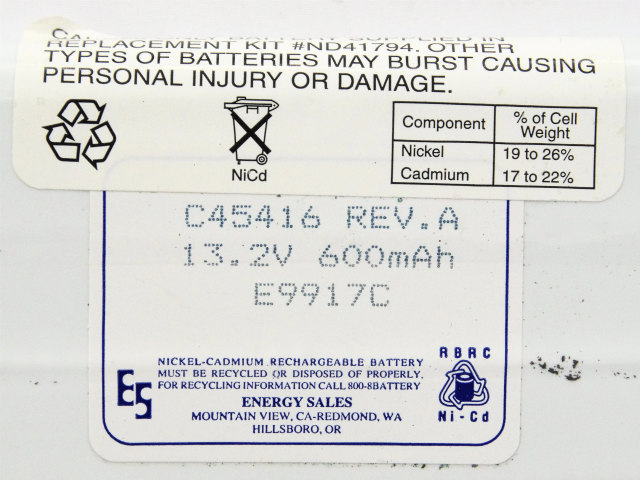 BATTERY SUPPLIED IN
REPLACEMENT KIT #ND41794. OTHER
TYPES OF BATTERIES MAY BURST CAUSING
PERSONAL INJURY OR DAMAGE.
NiCd
Component % of Cell Weight
Nickel 19 to 26%
Cadmium 17 to 22%
C45416 REV.A
13.2V 600mAh
E9917C
RBRC
Ni-Cd
ES
NICKEL-CADMIUM RECHARGEABLE BATTERY
MUST BE RECYCLED OR DISPOSED OF PROPERLY.
FOR RECYCLING INFORMATION CALL 800-8BATTERY
ENERGY SALES
MOUNTAIN VIEW, CA-REDMOND, WA
HILLSBORO, OR